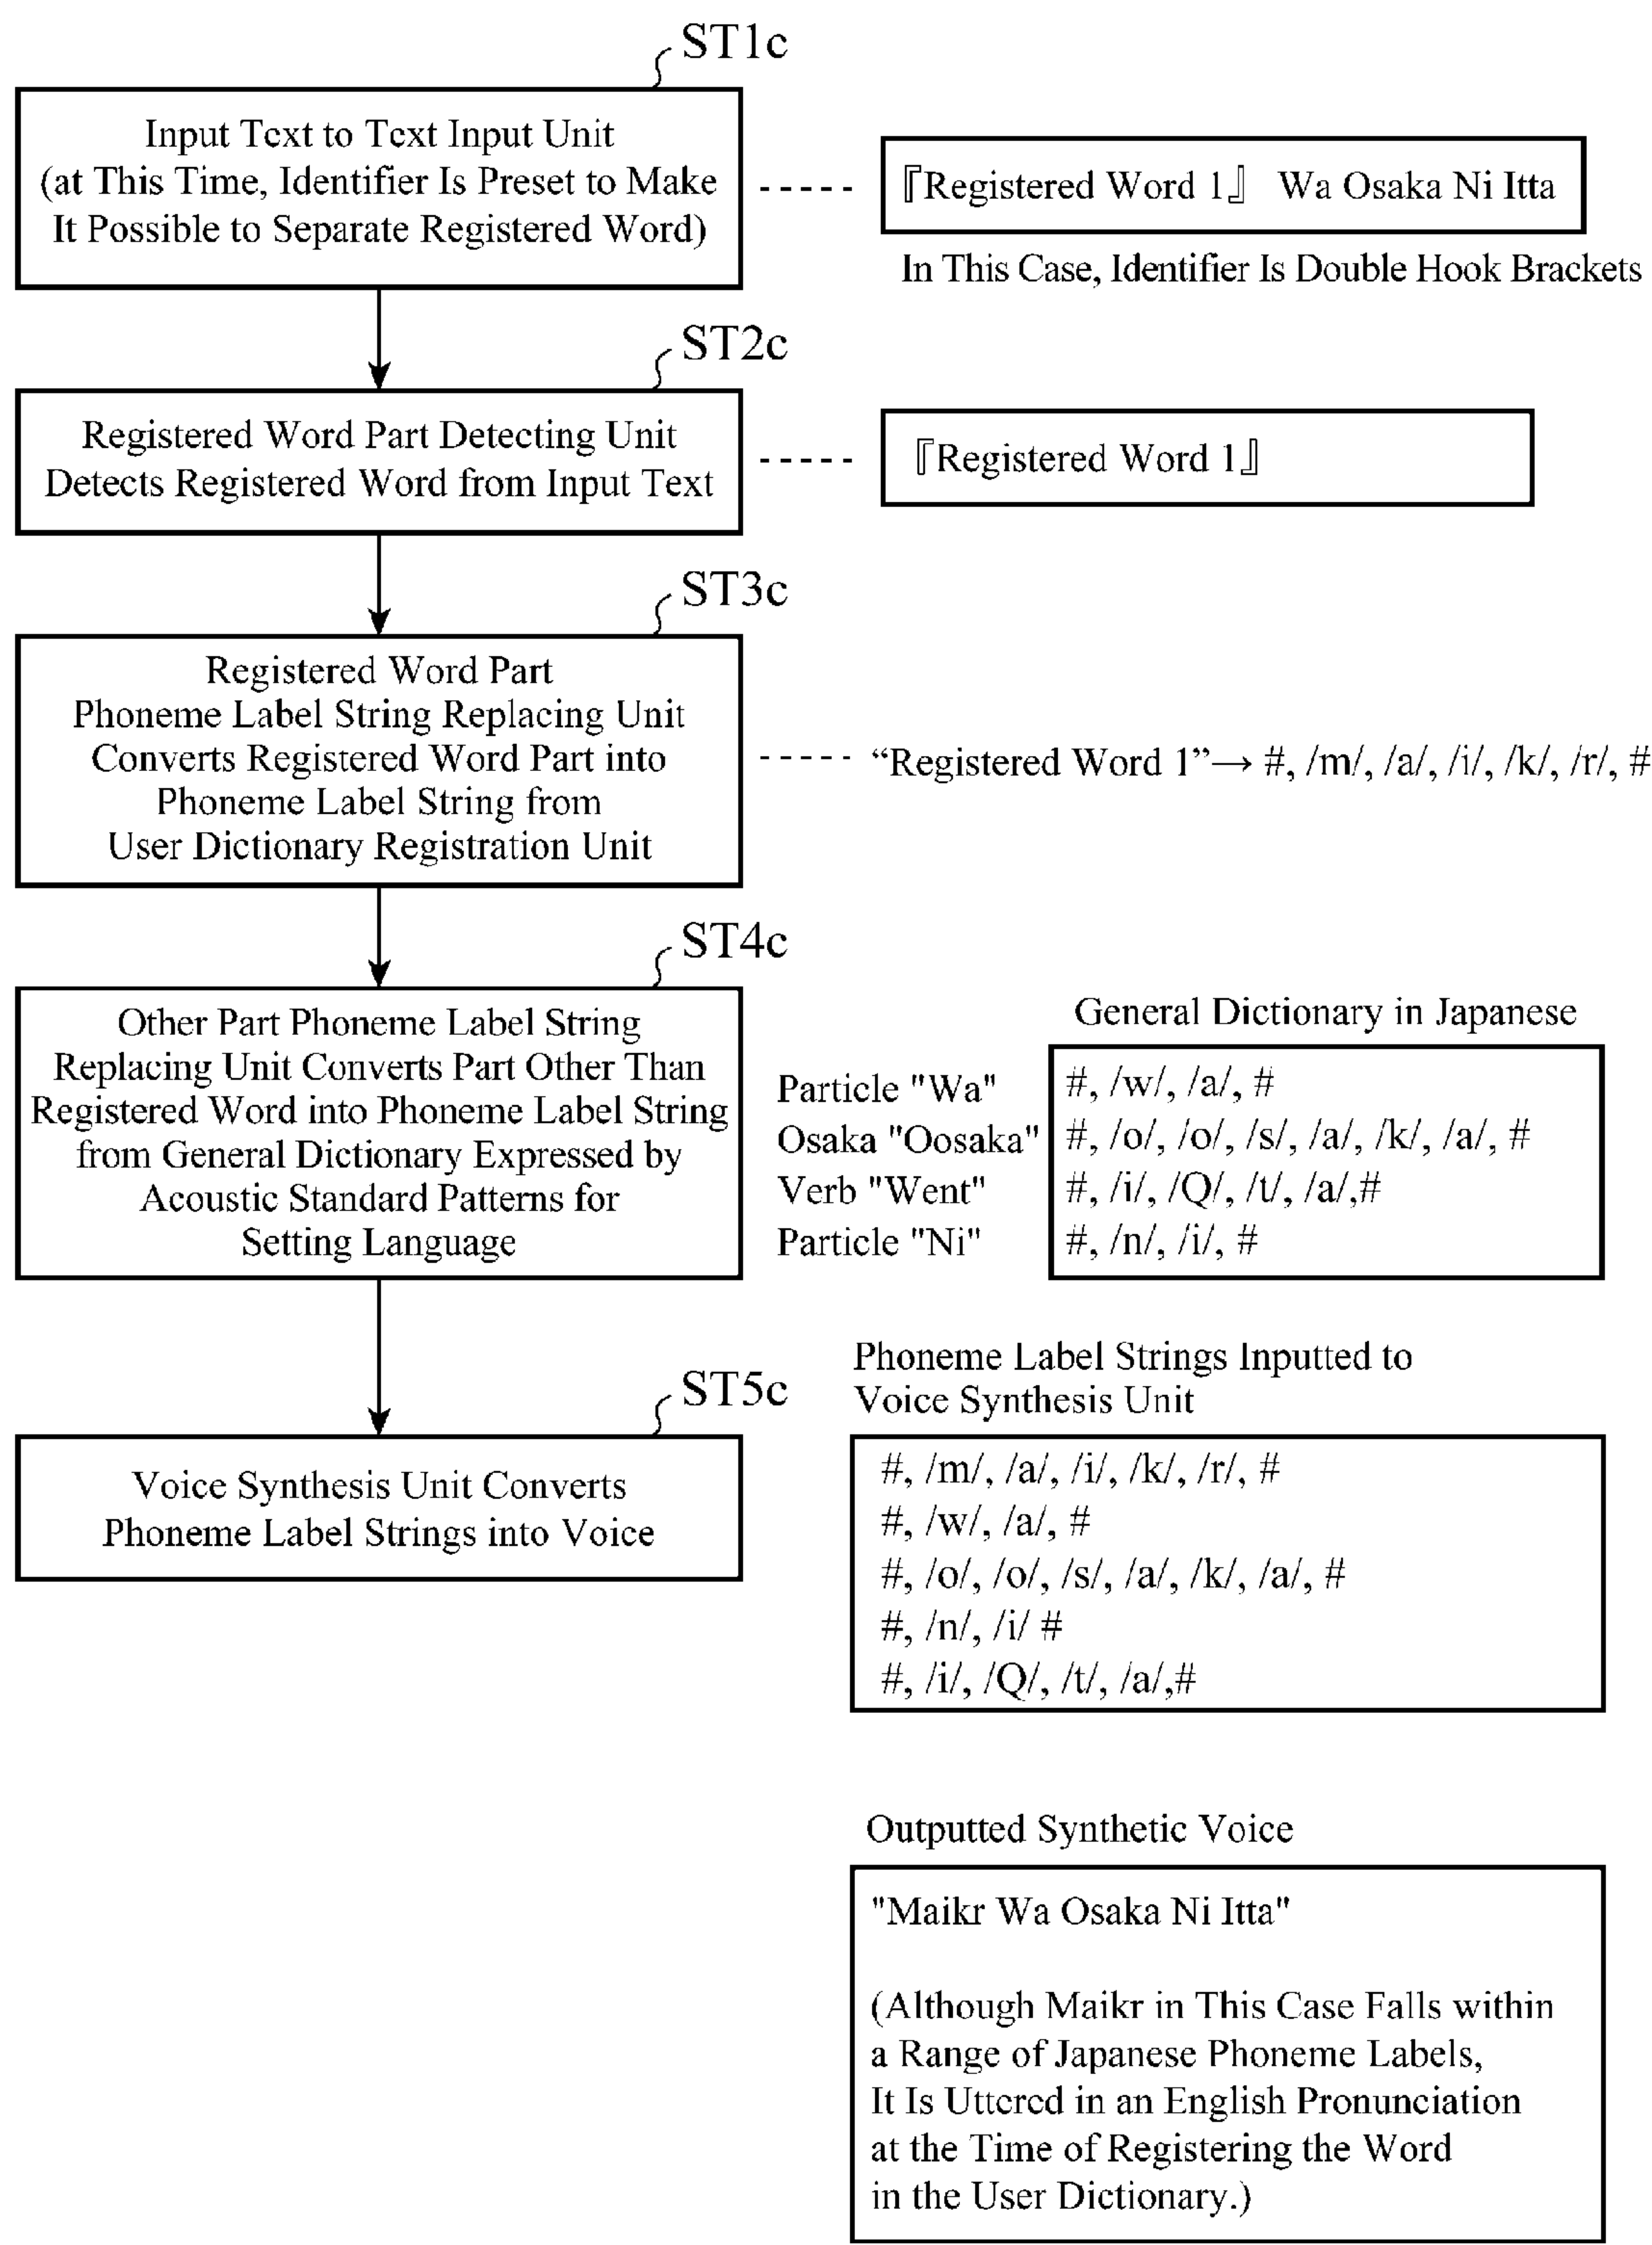 ST1c
Input Text to Text Input Unit
(at This Time, Identifier Is Preset to Make
It Possible to Separate Registered Word)
『Registered Word 1』 Wa Osaka Ni Itta
In This Case, Identifier Is Double Hook Brackets
ST2c
Registered Word Part Detecting Unit
Detects Registered Word from Input Text
『Registered Word 1』
ST3c
Registered Word Part
Phoneme Label String Replacing Unit
Converts Registered Word Part into
Phoneme Label String from
User Dictionary Registration Unit
“Registered Word 1”→ #, /m/, /a/, /i/, /k/, /r/, #
ST4c
Other Part Phoneme Label String
Replacing Unit Converts Part Other Than
Registered Word into Phoneme Label String
from General Dictionary Expressed by
Acoustic Standard Patterns for
Setting Language
General Dictionary in Japanese
Particle "Wa" #, /w/, /a/, #
Osaka "Oosaka" #, /o/, /o/, /s/, /a/, /k/, /a/, #
Verb "Went" #, /i/, /Q/, /t/, /a/,#
Particle "Ni" #, /n/, /i/, #
ST5c
Voice Synthesis Unit Converts
Phoneme Label Strings into Voice
Phoneme Label Strings Inputted to
Voice Synthesis Unit
#, /m/, /a/, /i/, /k/, /r/, #
#, /w/, /a/, #
#, /o/, /o/, /s/, /a/, /k/, /a/, #
#, /n/, /i/ #
#, /i/, /Q/, /t/, /a/,#
Outputted Synthetic Voice
"Maikr Wa Osaka Ni Itta"
(Although Maikr in This Case Falls within
a Range of Japanese Phoneme Labels,
It Is Uttered in an English Pronunciation
at the Time of Registering the Word
in the User Dictionary.)